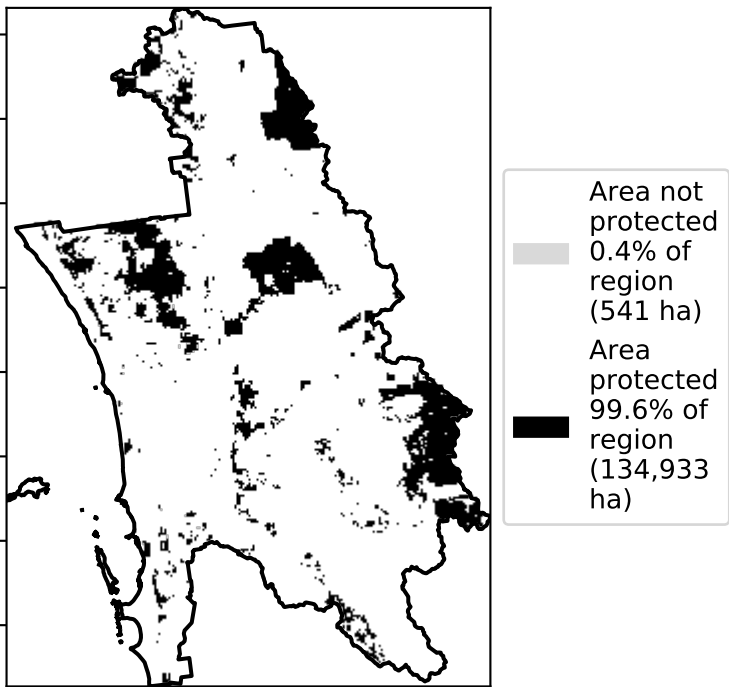 Area not
protected
0.4% of
region
(541 ha)
Area
protected
99.6% of
region
(134,933
ha)